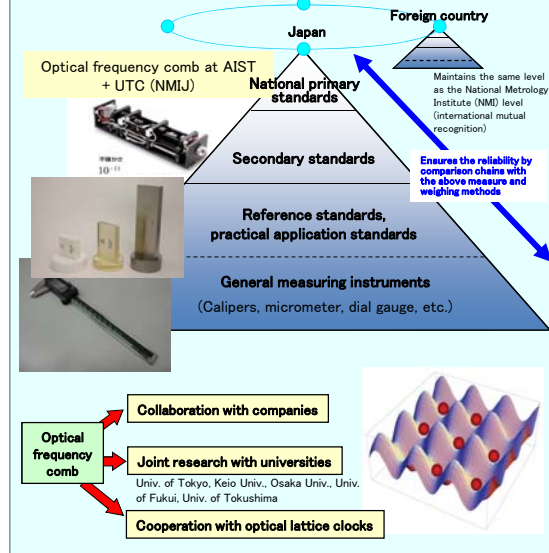 Foreign country
Japan
Optical frequency comb at AIST
+ UTC (NMIJ)
National primary
standards
Maintains the same level
as the National Metrology
Institute (NMI) level
(international mutual
recognition)
不確かさ
Secondary standards
Ensures the reliability by
comparison chains with
the above measure and
weighing methods
Reference standards,
practical application standards
General measuring instruments
(Calipers, micrometer, dial gauge, etc.)
Collaboration with companies
Optical
frequency
comb
Joint research with universities
Univ. of Tokyo, Keio Univ., Osaka Univ., Univ.
of Fukui, Univ. of Tokushima
Cooperation with optical lattice clocks